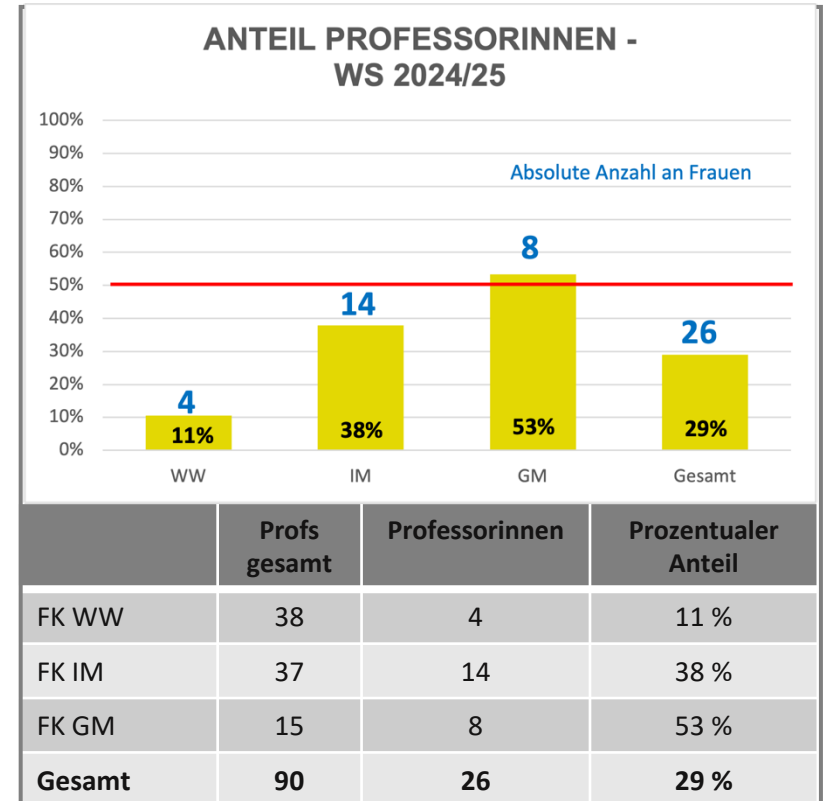 ANTEIL PROFESSORINNEN -
WS 2024/25
100%
90%
Absolute Anzahl an Frauen
80%
70%
60%
8
50%
14
40%
26
30%
20%
4
10%
11%
38%
53%
29%
0%
WW
IM
GM
Gesamt
Profs gesamt
Professorinnen
Prozentualer Anteil
FK WW 38 4 11 %
FK IM 37 14 38 %
FK GM 15 8 53 %
Gesamt 90 26 29 %